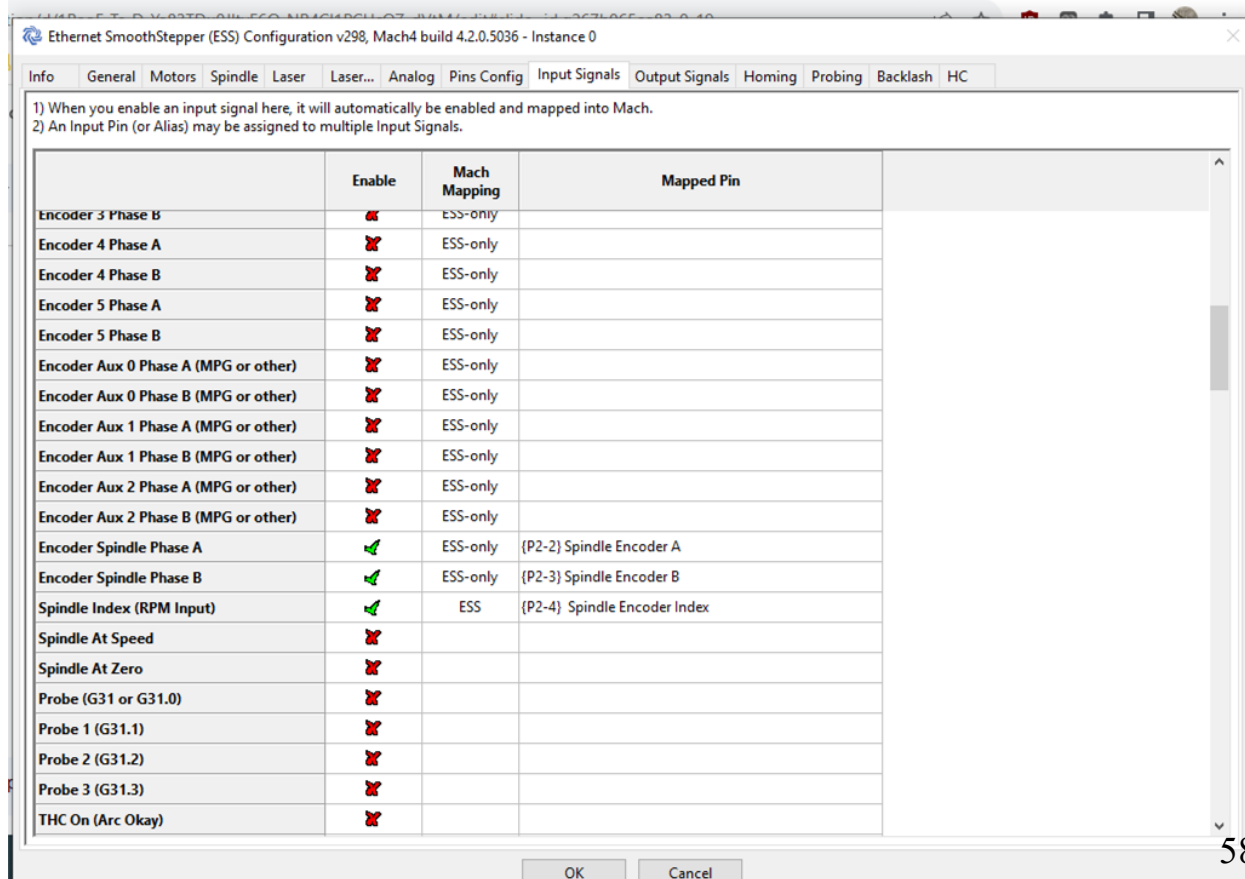 Ethernet SmoothStepper (ESS) Configuration v298, Mach4 build 4.2.0.5036 - Instance 0
Info General Motors Spindle Laser Laser... Analog Pins Config Input Signals Output Signals Homing Probing Backlash HC
1) When you enable an input signal here, it will automatically be enabled and mapped into Mach.
2) An Input Pin (or Alias) may be assigned to multiple Input Signals.
Enable Mach Mapping Mapped Pin
Encoder 3 Phase B ESS-only
Encoder 4 Phase A ESS-only
Encoder 4 Phase B ESS-only
Encoder 5 Phase A ESS-only
Encoder 5 Phase B ESS-only
Encoder Aux 0 Phase A (MPG or other) ESS-only
Encoder Aux 0 Phase B (MPG or other) ESS-only
Encoder Aux 1 Phase A (MPG or other) ESS-only
Encoder Aux 1 Phase B (MPG or other) ESS-only
Encoder Aux 2 Phase A (MPG or other) ESS-only
Encoder Aux 2 Phase B (MPG or other) ESS-only
Encoder Spindle Phase A ESS-only {P2-2} Spindle Encoder A
Encoder Spindle Phase B ESS-only {P2-3} Spindle Encoder B
Spindle Index (RPM Input) ESS {P2-4} Spindle Encoder Index
Spindle At Speed
Spindle At Zero
Probe (G31 or G31.0)
Probe 1 (G31.1)
Probe 2 (G31.2)
Probe 3 (G31.3)
THC On (Arc Okay)
OK Cancel
58